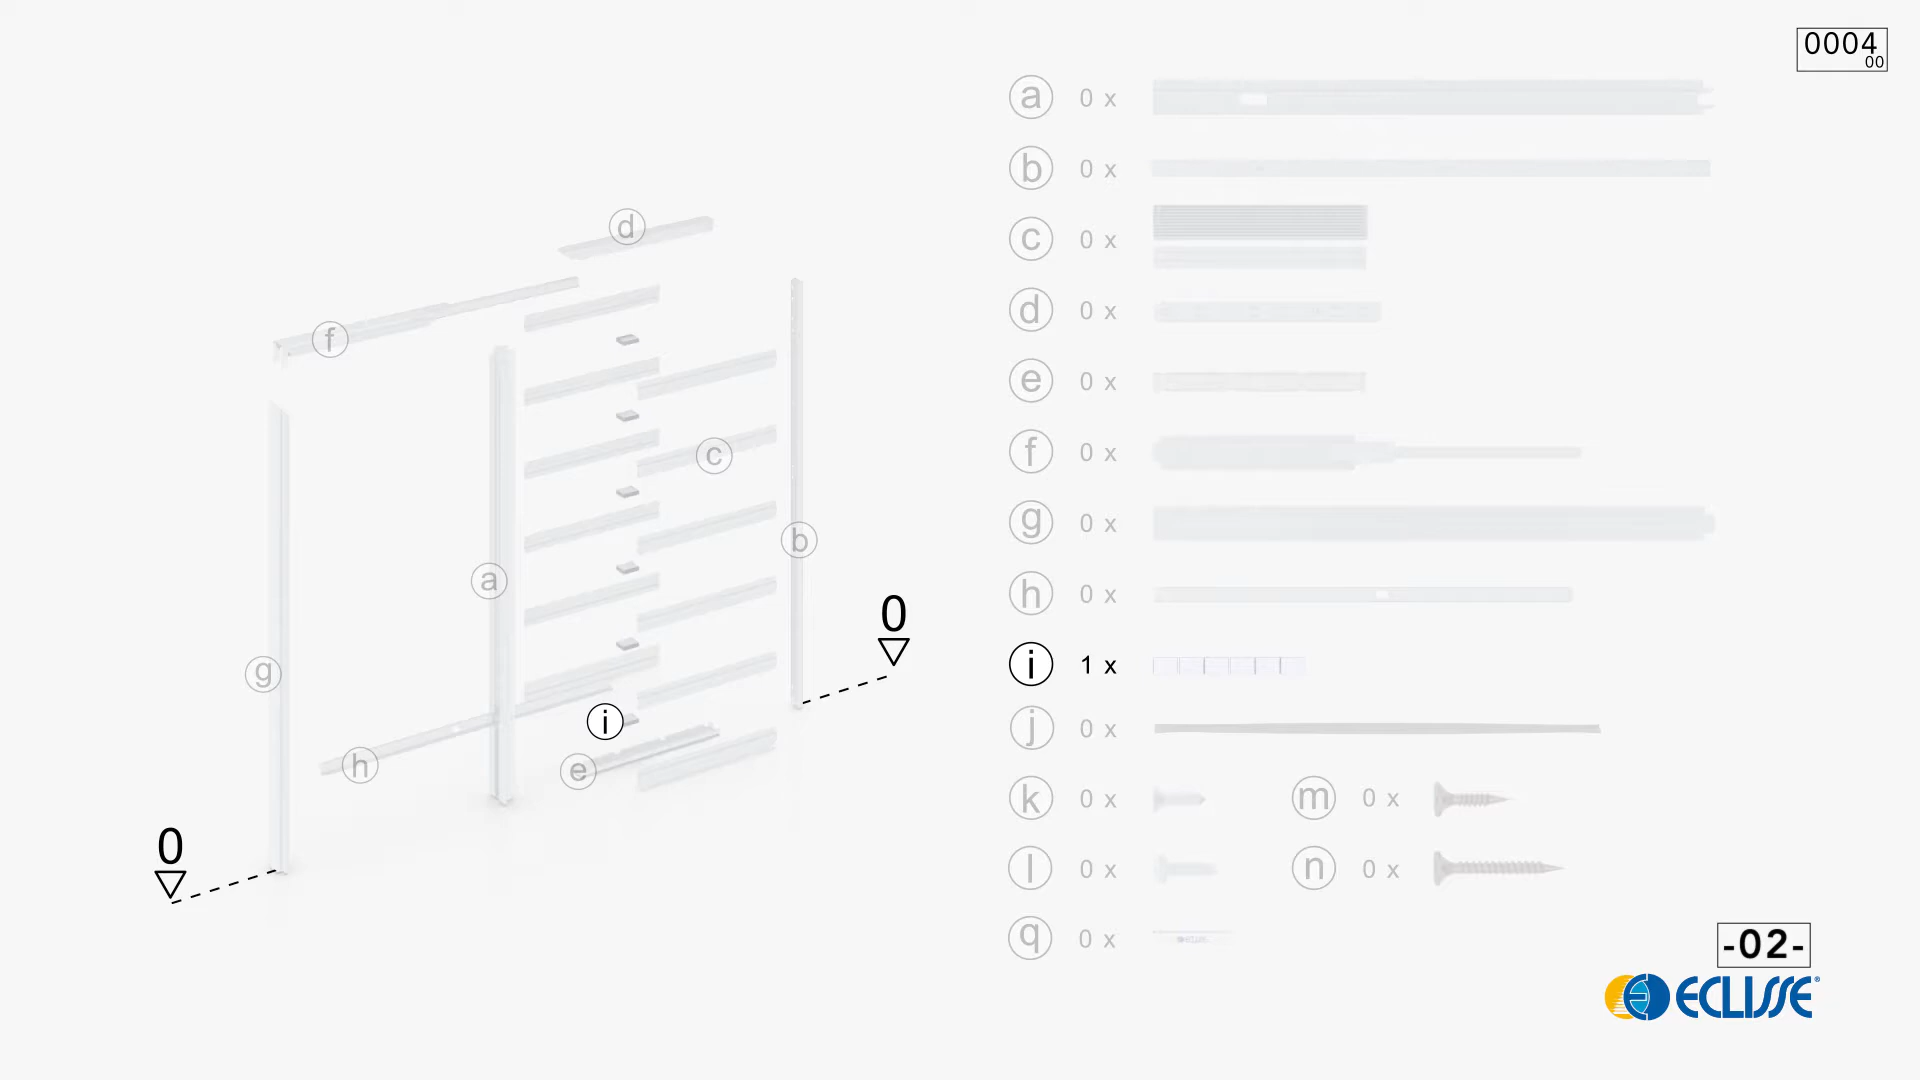 0004
00
a 0 x
b 0 x
c 0 x
d 0 x
e 0 x
f 0 x
g 0 x
h 0 x
i 1 x
j 0 x
k 0 x
m 0 x
l 0 x
n 0 x
q 0 x
ECLISSE
d
f
c
b
a
0
g
i
h
e
0
-02-
ECLISSE®